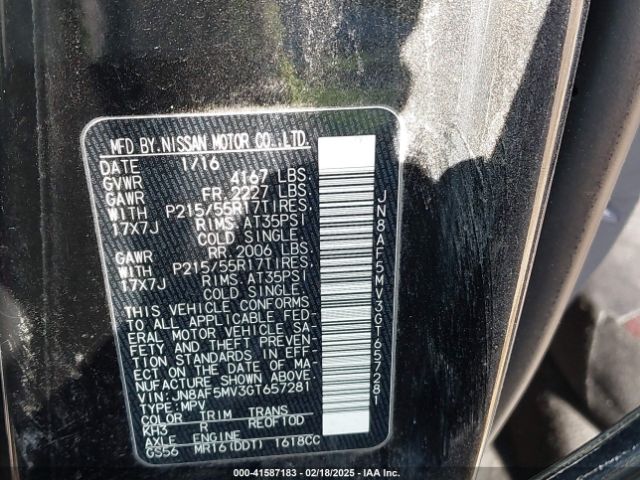 MFD BY NISSAN MOTOR CO.,LTD.
DATE 1/16
GVWR 4167 LBS
GAWR FR 2227 LBS
WITH P215/55R17TIRES,
17X7J RIMS, AT35PSI
COLD SINGLE
GAWR RR 2006 LBS
WITH P215/55R17TIRES,
17X7J RIMS, AT35PSI
COLD SINGLE
THIS VEHICLE CONFORMS
TO ALL APPLICABLE FED-
ERAL MOTOR VEHICLE SA-
FETY AND THEFT PREVEN-
TION STANDARDS IN EFF-
ECT ON THE DATE OF MA-
NUFACTURE SHOWN ABOVE.
VIN: JN8AF5MV3GT657281
TYPE: MPV
COLOR TRIM TRANS
KH3 R REOFTOD
AXLE ENGINE
GS56 MR16(DDT) 1618CC
JN8AF5MV3GT657281
000-41587183 - 02/18/2025 - IAA, Inc.